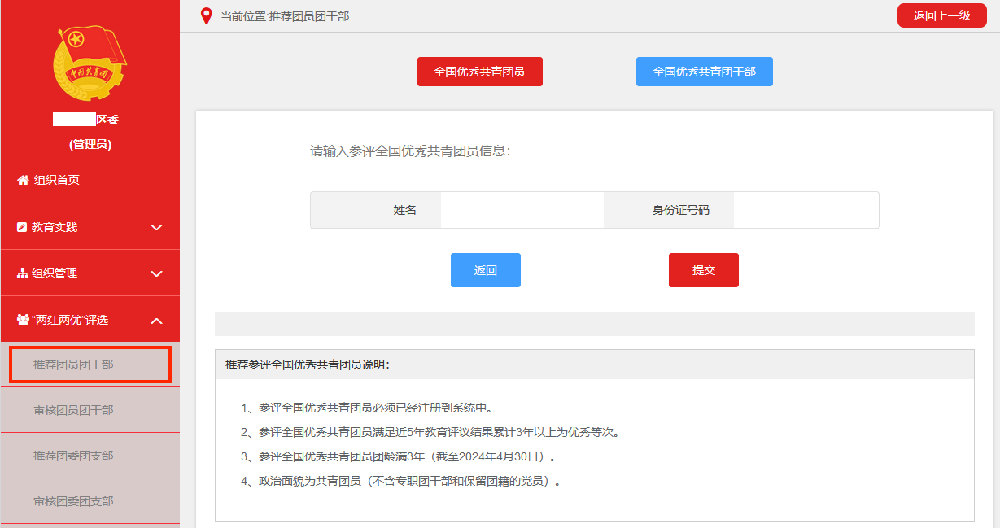 中国共青团
区委
(管理员)
组织首页
教育实践
组织管理
“两红两优”评选
推荐团员团干部
审核团员团干部
推荐团委团支部
审核团委团支部
当前位置:推荐团员团干部
返回上一级
全国优秀共青团员
全国优秀共青团干部
请输入参评全国优秀共青团员信息：
姓名
身份证号码
返回
提交
推荐参评全国优秀共青团员说明：
1、参评全国优秀共青团员必须已经注册到系统中。
2、参评全国优秀共青团员满足近5年教育评议结果累计3年以上为优秀等次。
3、参评全国优秀共青团员团龄满3年（截至2024年4月30日）。
4、政治面貌为共青团员（不含专职团干部和保留团籍的党员）。